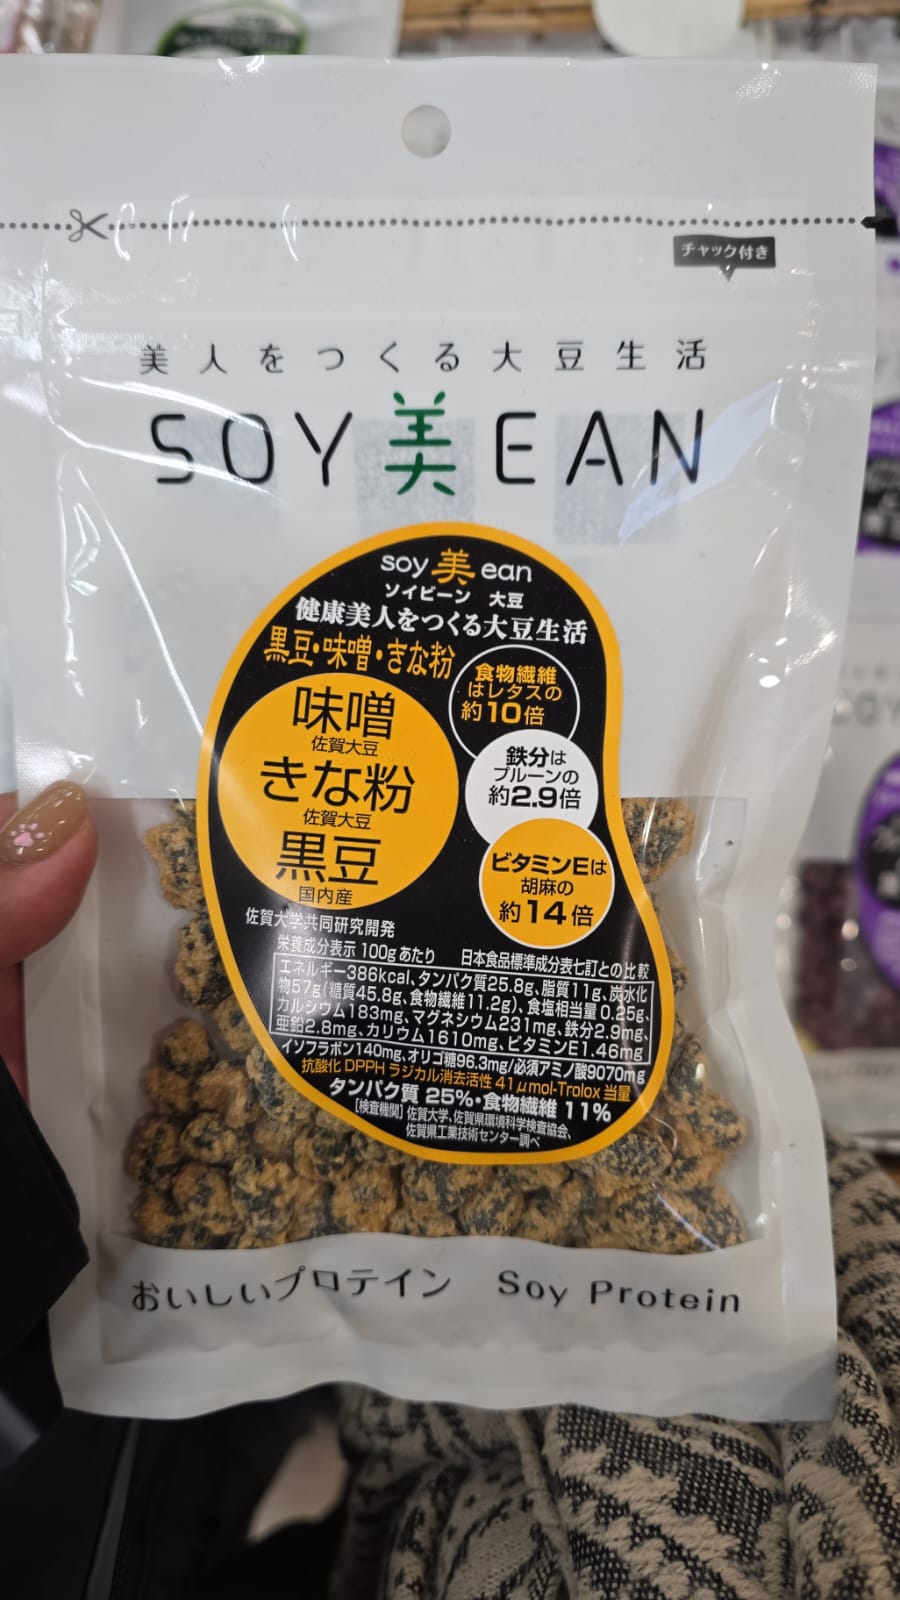 チャック付き
美人をつくる大豆生活
SOY美EAN
soy美ean
ソイビーン 大豆
健康美人をつくる大豆生活
黒豆・味噌・きな粉
味噌
佐賀大豆
きな粉
佐賀大豆
黒豆
国内産
食物繊維
はレタスの
約10倍
鉄分は
プルーンの
約2.9倍
ビタミンEは
胡麻の
約14倍
佐賀大学共同研究開発
栄養成分表示 100gあたり 日本食品標準成分表七訂との比較
エネルギー386kcal、タンパク質25.8g、脂質11g、炭水化
物57g(糖質45.8g、食物繊維11.2g)、食塩相当量0.25g、
カルシウム183mg、マグネシウム231mg、鉄分2.9mg、
亜鉛2.8mg、カリウム1610mg、ビタミンE1.46mg
イソフラボン140mg、オリゴ糖96.3mg/必須アミノ酸9070mg
抗酸化 DPPH ラジカル消去活性 41μmol-Trolox 当量
タンパク質 25%・食物繊維 11%
[検査機関] 佐賀大学、佐賀県環境科学検査協会、
佐賀県工業技術センター調べ
おいしいプロテイン Soy Protein